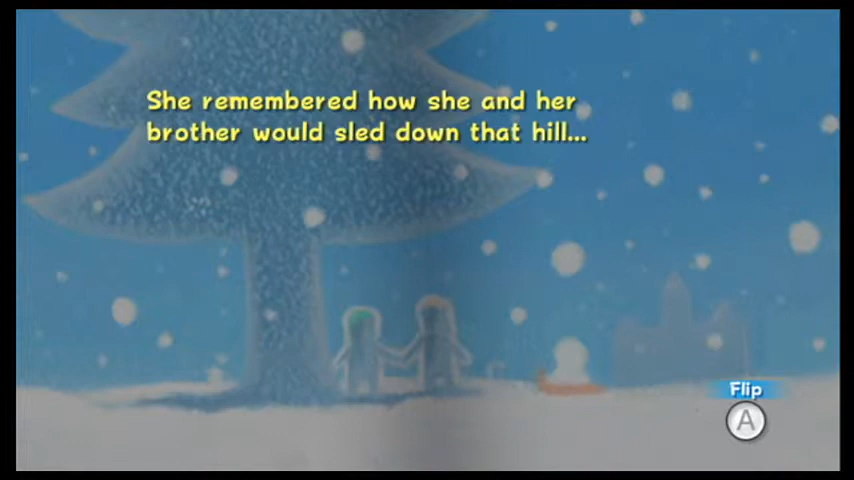 She remembered how she and her
brother would sled down that hill...
Flip
A